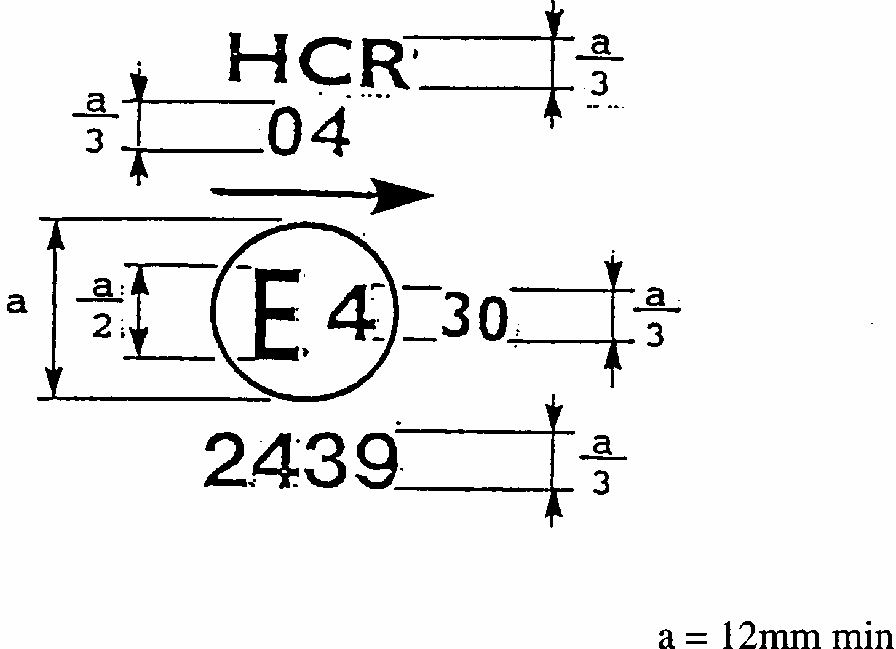 HCR
a/3
a/3
04
a
a/2
E 4
30
a/3
2439
a/3
a = 12mm min